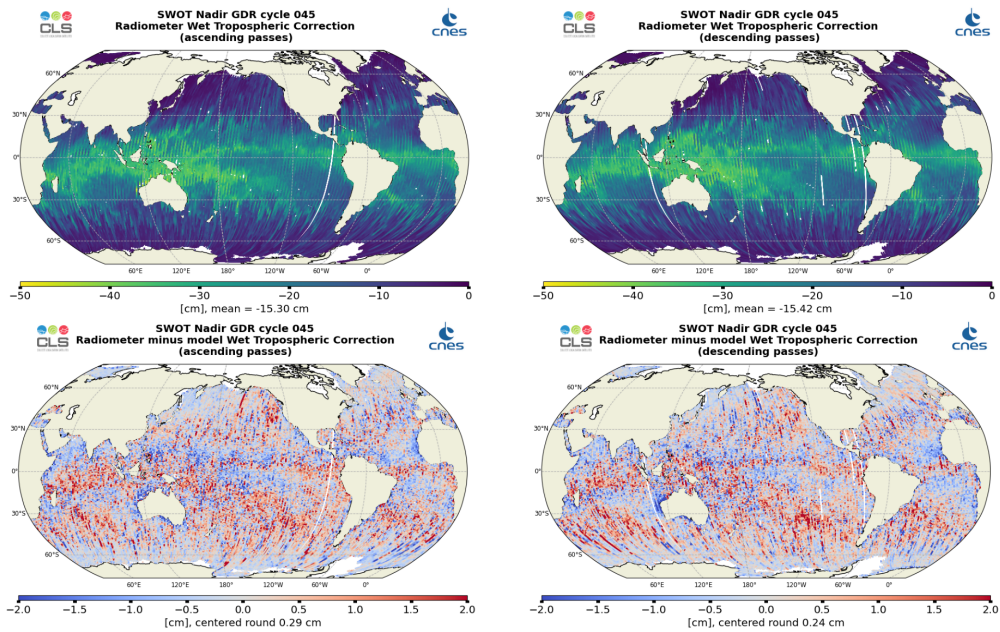 SWOT Nadir GDR cycle 045
Radiometer Wet Tropospheric Correction
(ascending passes)
CLS
cnes
60°N
30°N
0°
30°S
60°S
60°E 120°E 180° 120°W 60°W 0°
−50 −40 −30 −20 −10 0
[cm], mean = -15.30 cm
SWOT Nadir GDR cycle 045
Radiometer Wet Tropospheric Correction
(descending passes)
CLS
cnes
60°N
30°N
0°
30°S
60°S
60°E 120°E 180° 120°W 60°W 0°
−50 −40 −30 −20 −10 0
[cm], mean = -15.42 cm
SWOT Nadir GDR cycle 045
Radiometer minus model Wet Tropospheric Correction
(ascending passes)
CLS
cnes
60°N
30°N
0°
30°S
60°S
60°E 120°E 180° 120°W 60°W 0°
−2.0 −1.5 −1.0 −0.5 0.0 0.5 1.0 1.5 2.0
[cm], centered round 0.29 cm
SWOT Nadir GDR cycle 045
Radiometer minus model Wet Tropospheric Correction
(descending passes)
CLS
cnes
60°N
30°N
0°
30°S
60°S
60°E 120°E 180° 120°W 60°W 0°
−2.0 −1.5 −1.0 −0.5 0.0 0.5 1.0 1.5 2.0
[cm], centered round 0.24 cm